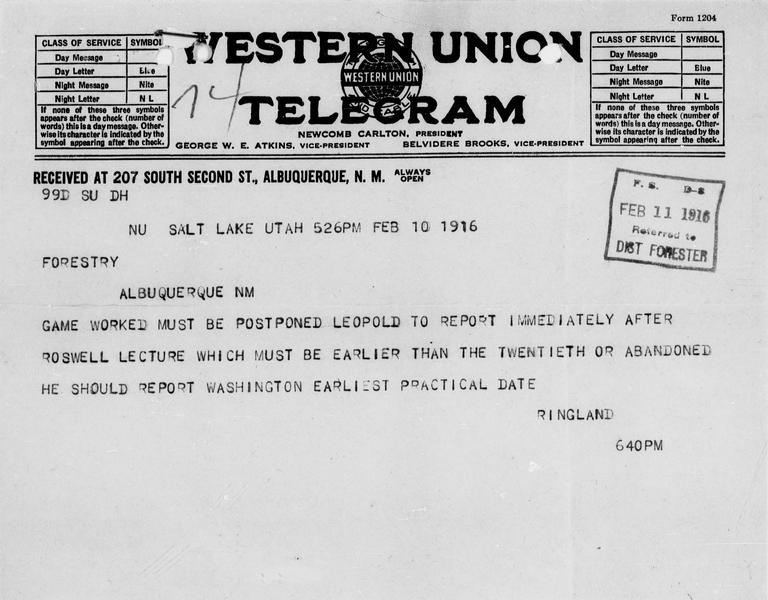 Form 1204
CLASS OF SERVICE SYMBOL
Day Message
Day Letter Blue
Night Message Nite
Night Letter N L
If none of these three symbols
appears after the check (number of
words) this is a day message. Other-
wise its character is indicated by the
symbol appearing after the check.
WESTERN UNION
WESTERN UNION
TELEGRAM
74
NEWCOMB CARLTON, PRESIDENT
GEORGE W. E. ATKINS, VICE-PRESIDENT BELVIDERE BROOKS, VICE-PRESIDENT
CLASS OF SERVICE SYMBOL
Day Message
Day Letter Blue
Night Message Nite
Night Letter N L
If none of these three symbols
appears after the check (number of
words) this is a day message. Other-
wise its character is indicated by the
symbol appearing after the check.
RECEIVED AT 207 SOUTH SECOND ST., ALBUQUERQUE, N. M. ALWAYS OPEN
99D SU DH
F. S. D-3
FEB 11 1916
Referred to
DIST FORESTER
NU SALT LAKE UTAH 526PM FEB 10 1916
FORESTRY
ALBUQUERQUE NM
GAME WORKED MUST BE POSTPONED LEOPOLD TO REPORT IMMEDIATELY AFTER
ROSWELL LECTURE WHICH MUST BE EARLIER THAN THE TWENTIETH OR ABANDONED
HE SHOULD REPORT WASHINGTON EARLIEST PRACTICAL DATE
RINGLAND
640PM